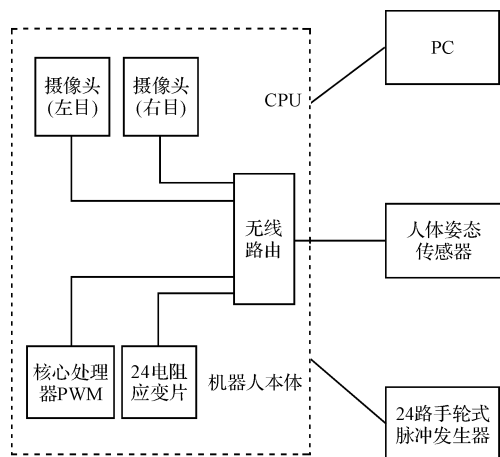 PC
摄像头
(左目)
摄像头
(右目)
CPU
无线
路由
人体姿态
传感器
核心处理
器PWM
24电阻
应变片
机器人本体
24路手轮式
脉冲发生器